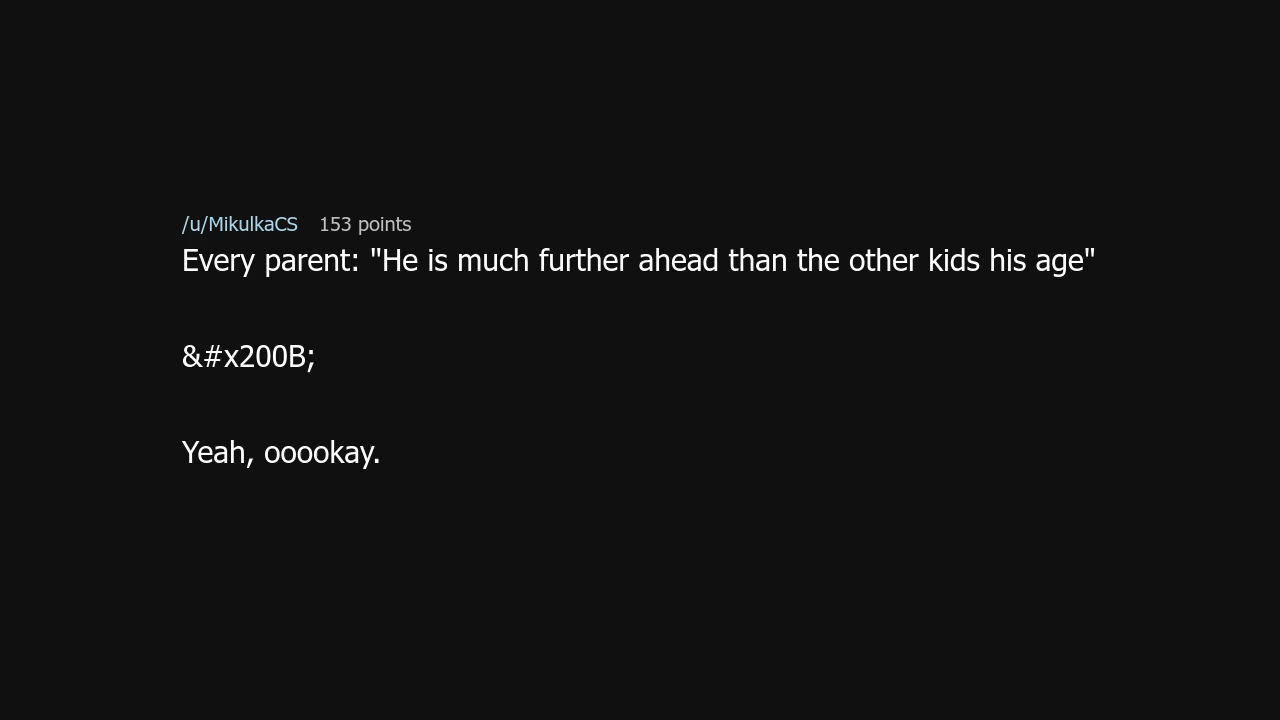 /u/MikulkaCS 153 points
Every parent: "He is much further ahead than the other kids his age"
&#x200B;
Yeah, ooookay.